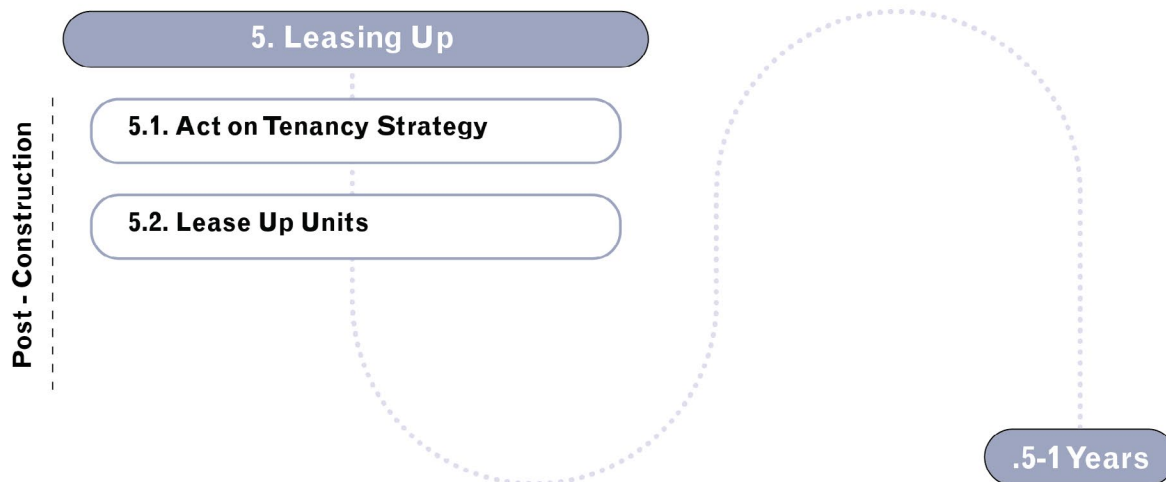 5. Leasing Up
Post - Construction
5.1. Act on Tenancy Strategy
5.2. Lease Up Units
.5-1 Years